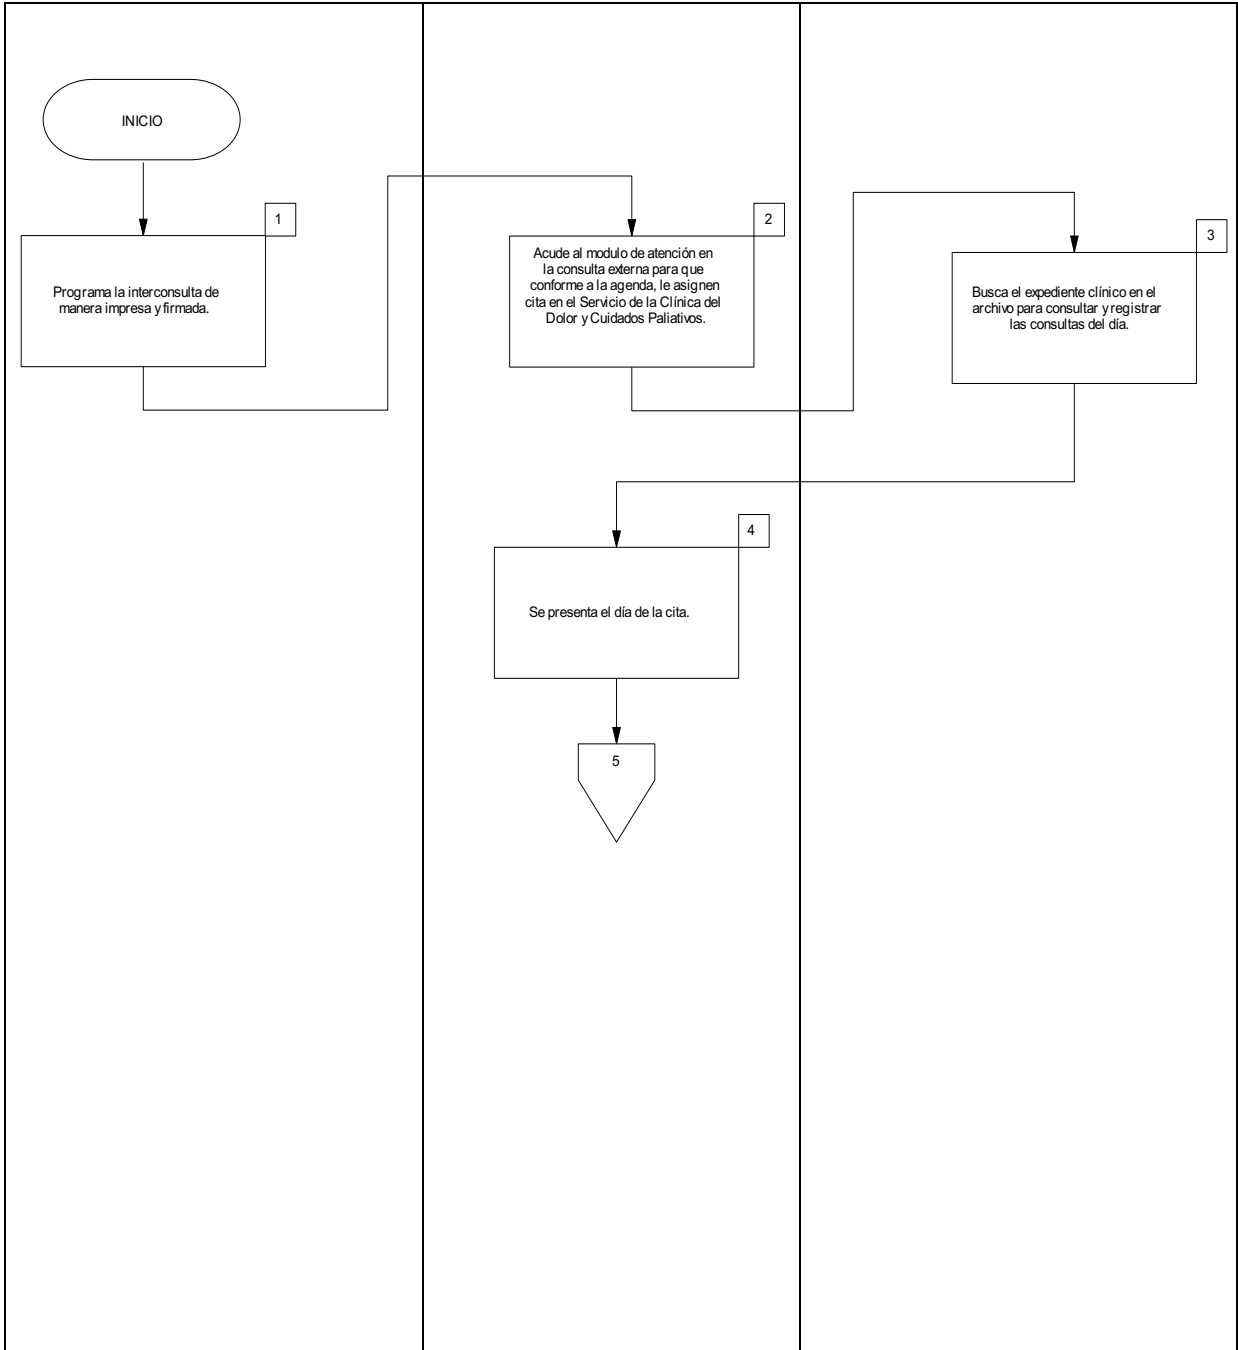 INICIO
1
Programa la interconsulta de
manera impresa y firmada.
2
Acude al modulo de atención en
la consulta externa para que
conforme a la agenda, le asignen
cita en el Servicio de la Clínica del
Dolor y Cuidados Paliativos.
3
Busca el expediente clínico en el
archivo para consultar y registrar
las consultas del día.
4
Se presenta el día de la cita.
5